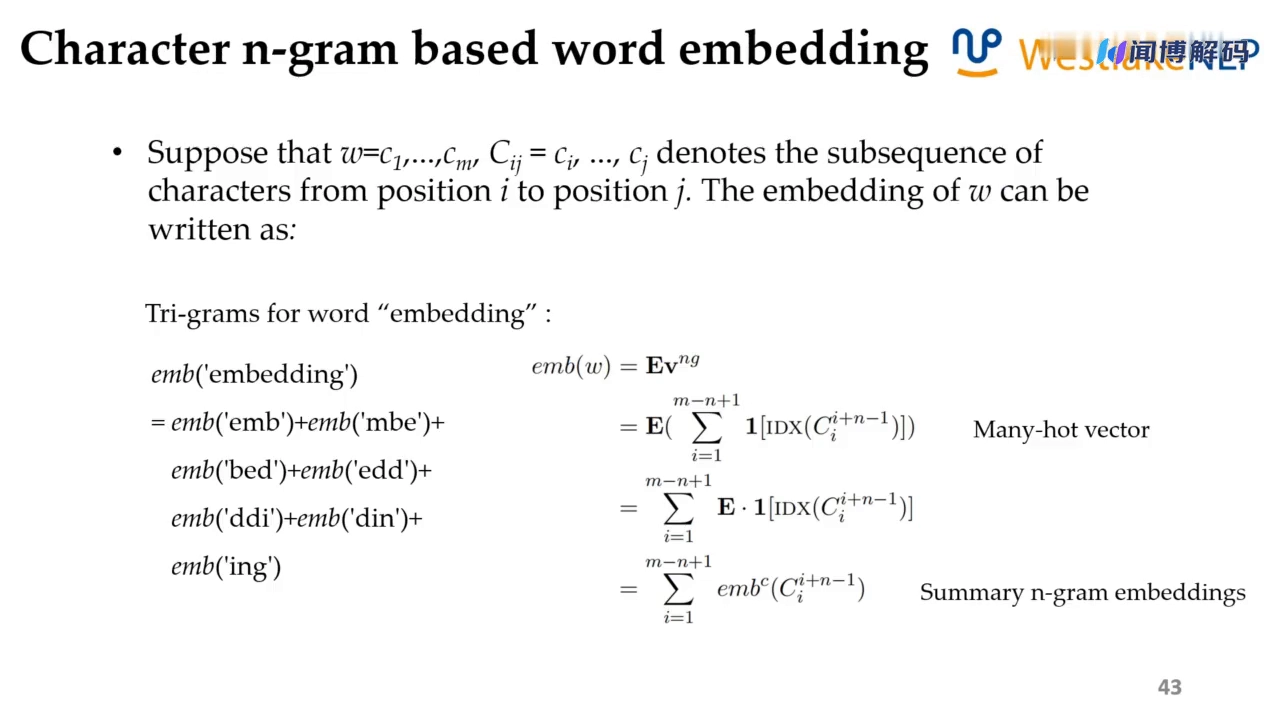 Character n-gram based word embedding
WestlakeNLP
闻博解码
• Suppose that w=c₁,...,cₘ, Cᵢⱼ = cᵢ, ..., cⱼ denotes the subsequence of
characters from position i to position j. The embedding of w can be
written as:
Tri-grams for word “embedding” :
emb('embedding')
= emb('emb')+emb('mbe')+
emb('bed')+emb('edd')+
emb('ddi')+emb('din')+
emb('ing')
emb(w) = Ev^{ng}
= E(∑_{i=1}^{m−n+1} 1[IDX(C_i^{i+n−1})])
Many-hot vector
= ∑_{i=1}^{m−n+1} E · 1[IDX(C_i^{i+n−1})]
= ∑_{i=1}^{m−n+1} emb^c(C_i^{i+n−1})
Summary n-gram embeddings
43